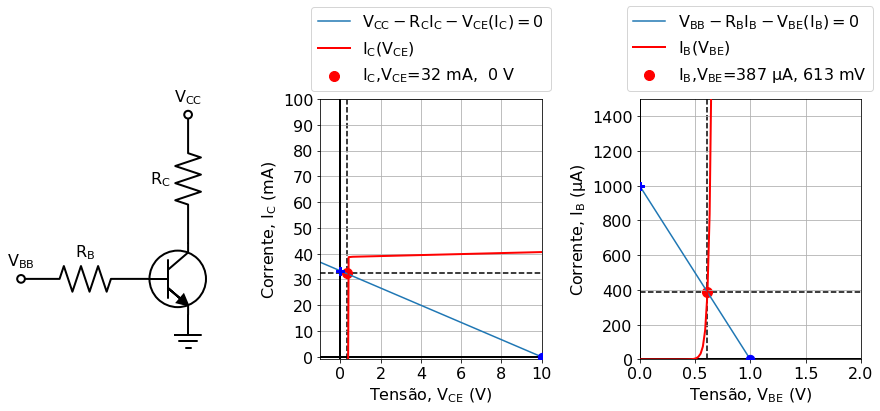 V_CC
R_C
V_BB
R_B
V_CC − R_C I_C − V_CE(I_C) = 0
I_C(V_CE)
I_C,V_CE=32 mA,  0 V
100
90
80
70
60
50
40
30
20
10
0
Corrente, I_C (mA)
0 2 4 6 8 10
Tensão, V_CE (V)
V_BB − R_B I_B − V_BE(I_B) = 0
I_B(V_BE)
I_B,V_BE=387 μA, 613 mV
1400
1200
1000
800
600
400
200
0
Corrente, I_B (μA)
0.0 0.5 1.0 1.5 2.0
Tensão, V_BE (V)